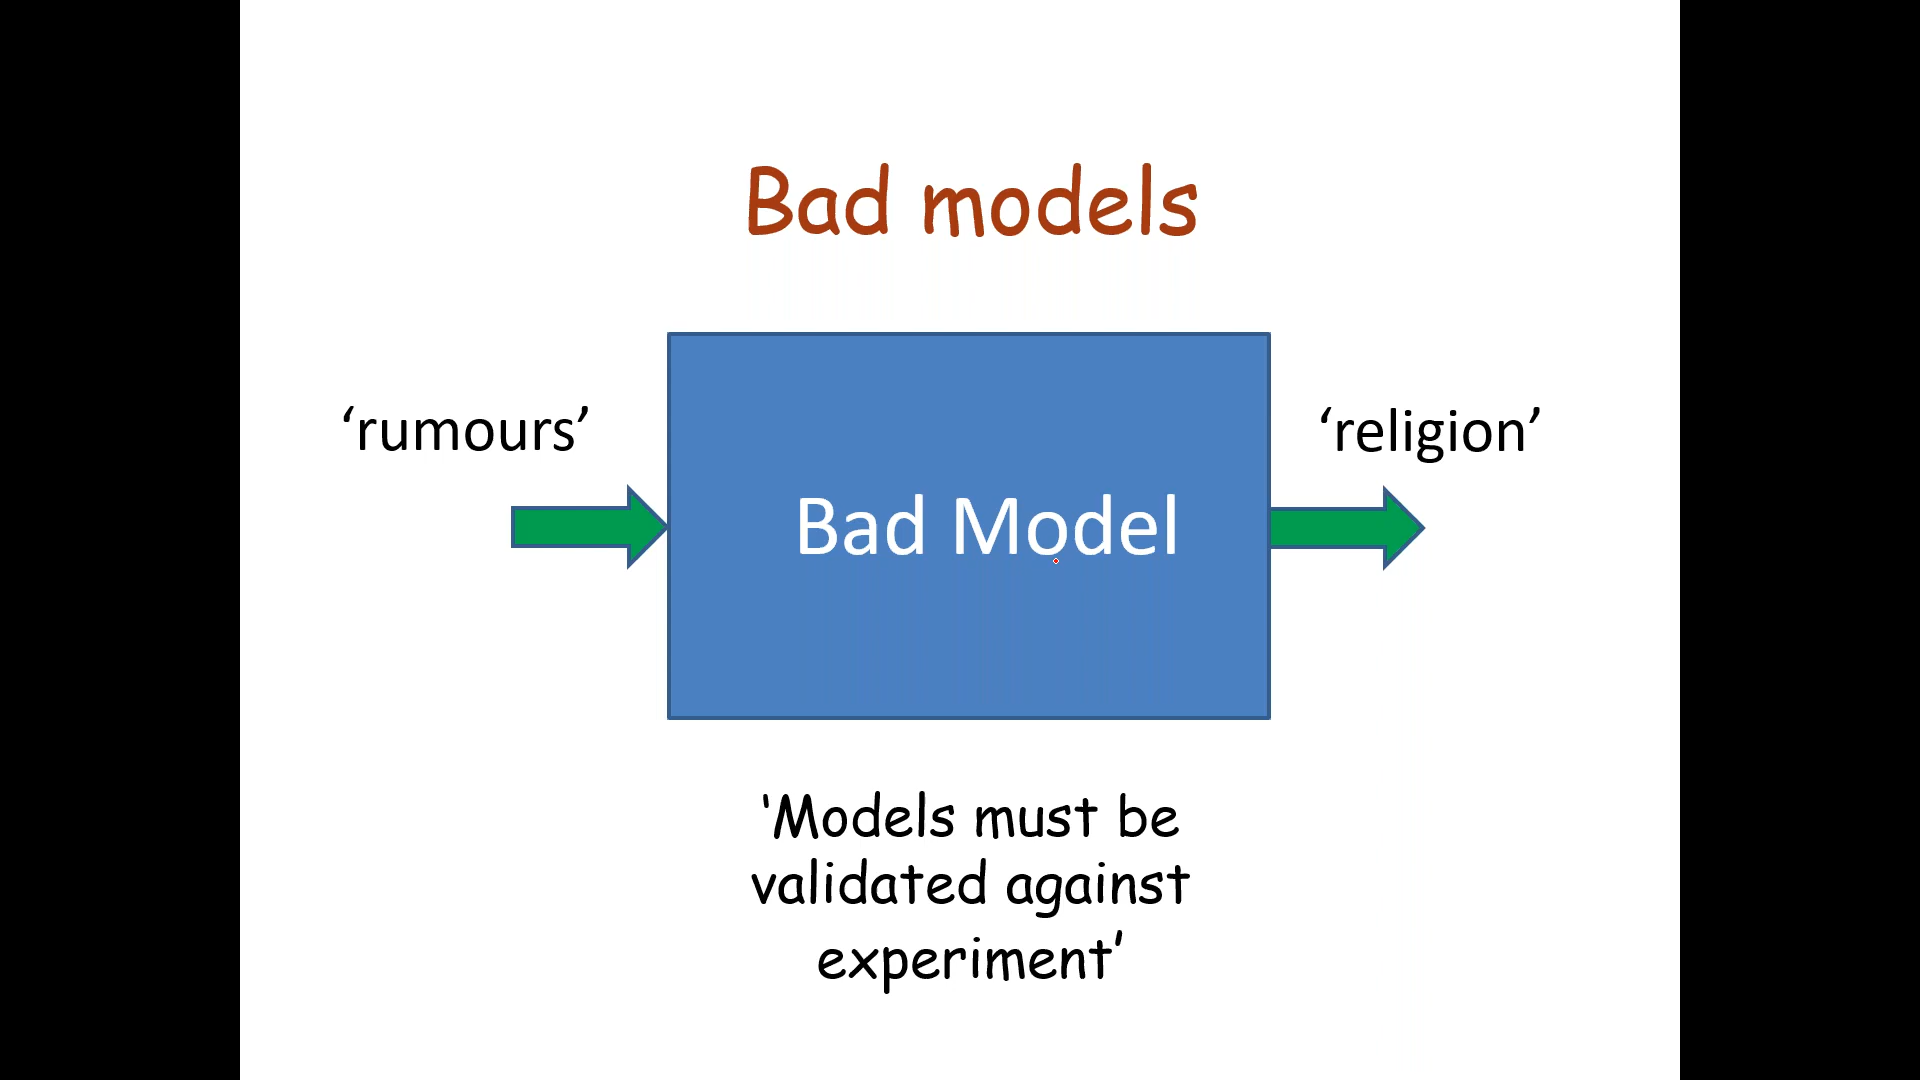 Bad models
‘rumours’
‘religion’
Bad Model
‘Models must be
validated against
experiment’